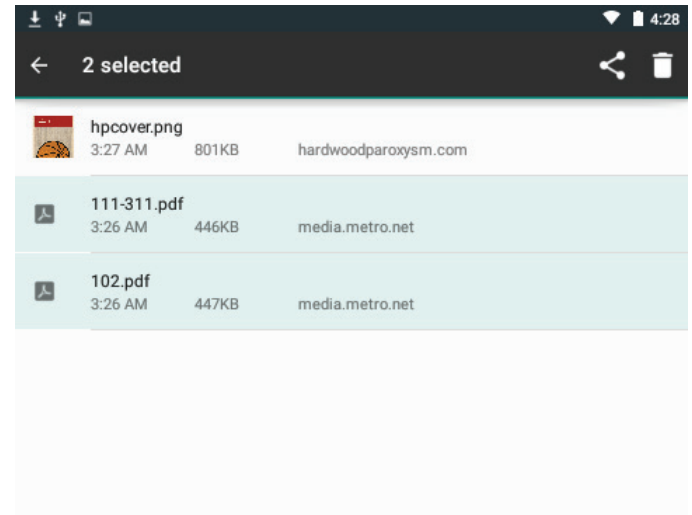 4:28
2 selected
hpcover.png
3:27 AM 801KB hardwoodparoxysm.com
111-311.pdf
3:26 AM 446KB media.metro.net
102.pdf
3:26 AM 447KB media.metro.net